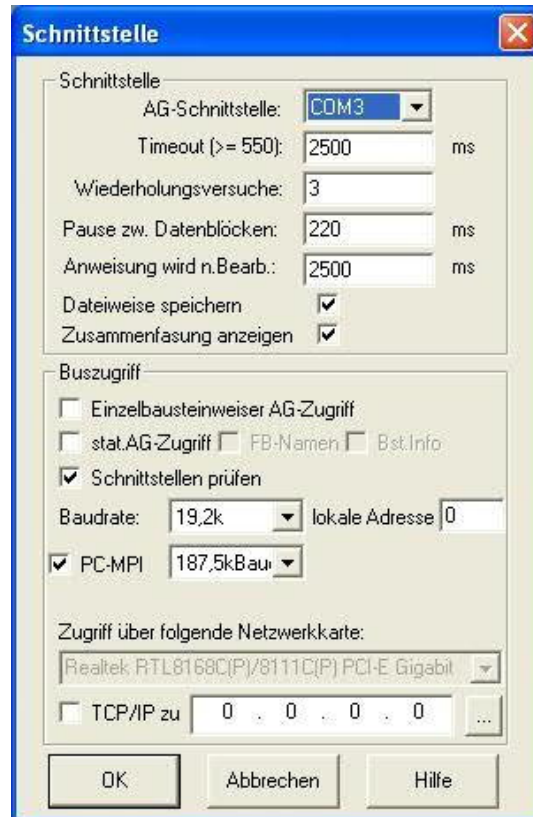 Schnittstelle
Schnittstelle
AG-Schnittstelle: COM3
Timeout (>= 550): 2500 ms
Wiederholungsversuche: 3
Pause zw. Datenblöcken: 220 ms
Anweisung wird n.Bearb.: 2500 ms
Dateiweise speichern
Zusammenfasung anzeigen
Buszugriff
Einzelbausteinweiser AG-Zugriff
stat.AG-Zugriff FB-Namen Bst.Info
Schnittstellen prüfen
Baudrate: 19,2k lokale Adresse 0
PC-MPI 187,5kBau
Zugriff über folgende Netzwerkkarte:
Realtek RTL8168C(P)/8111C(P) PCI-E Gigabit
TCP/IP zu 0 . 0 . 0 . 0 ...
OK Abbrechen Hilfe